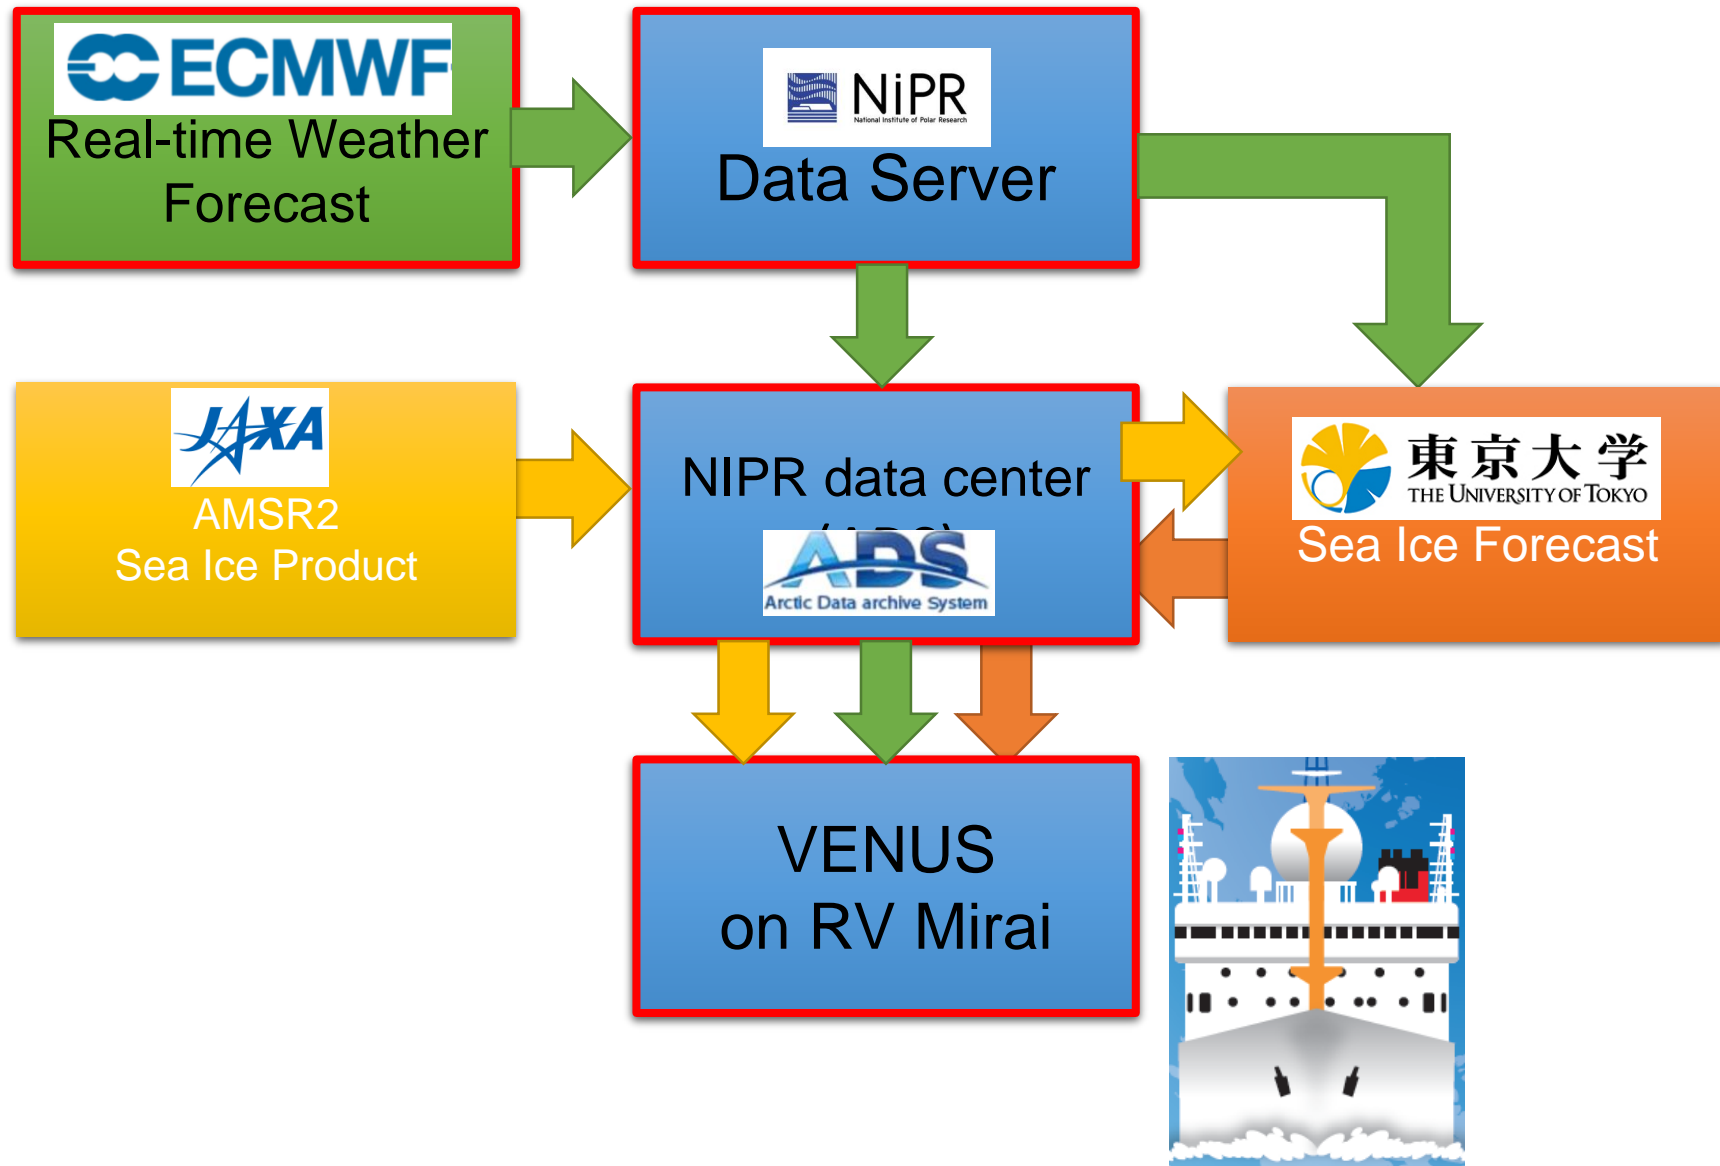 ECMWF
Real-time Weather
Forecast
NiPR
National Institute of Polar Research
Data Server
JAXA
AMSR2
Sea Ice Product
NIPR data center
(ADS)
ADS
Arctic Data archive System
東京大学
THE UNIVERSITY OF TOKYO
Sea Ice Forecast
VENUS
on RV Mirai